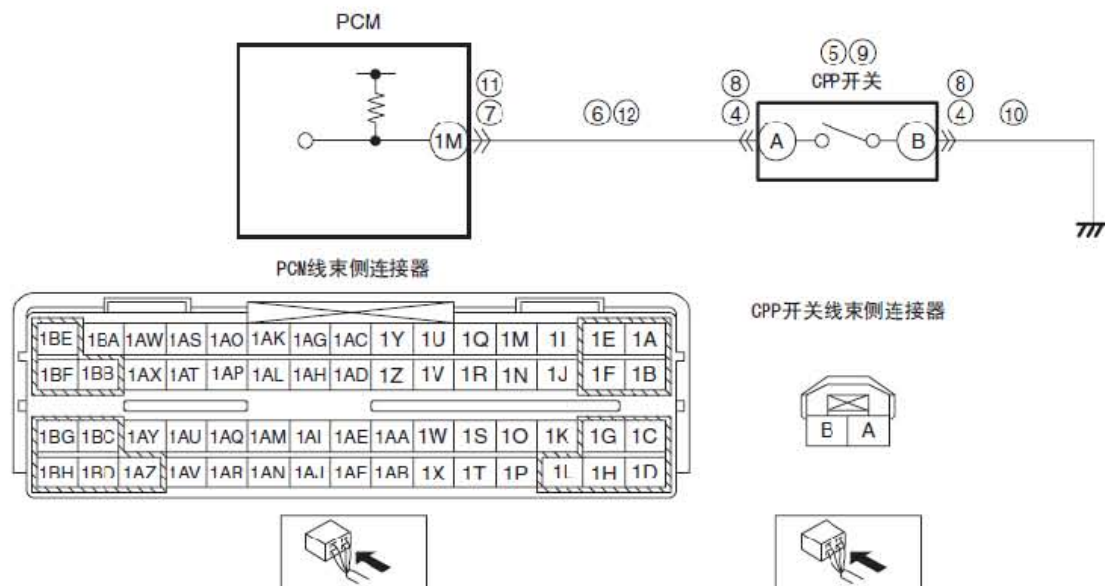 PCM
⑪
⑦
1M
⑥⑫
⑧
④
⑤⑨
CPP开关
A
B
⑧
④
⑩
PCM线束侧连接器
1BE 1BA 1AW 1AS 1AO 1AK 1AG 1AC 1Y 1U 1Q 1M 1I 1E 1A
1BF 1BB 1AX 1AT 1AP 1AL 1AH 1AD 1Z 1V 1R 1N 1J 1F 1B
1BG 1BC 1AY 1AU 1AQ 1AM 1AI 1AE 1AA 1W 1S 1O 1K 1G 1C
1BH 1BD 1AZ 1AV 1AR 1AN 1AJ 1AF 1AB 1X 1T 1P 1L 1H 1D
CPP开关线束侧连接器
B A